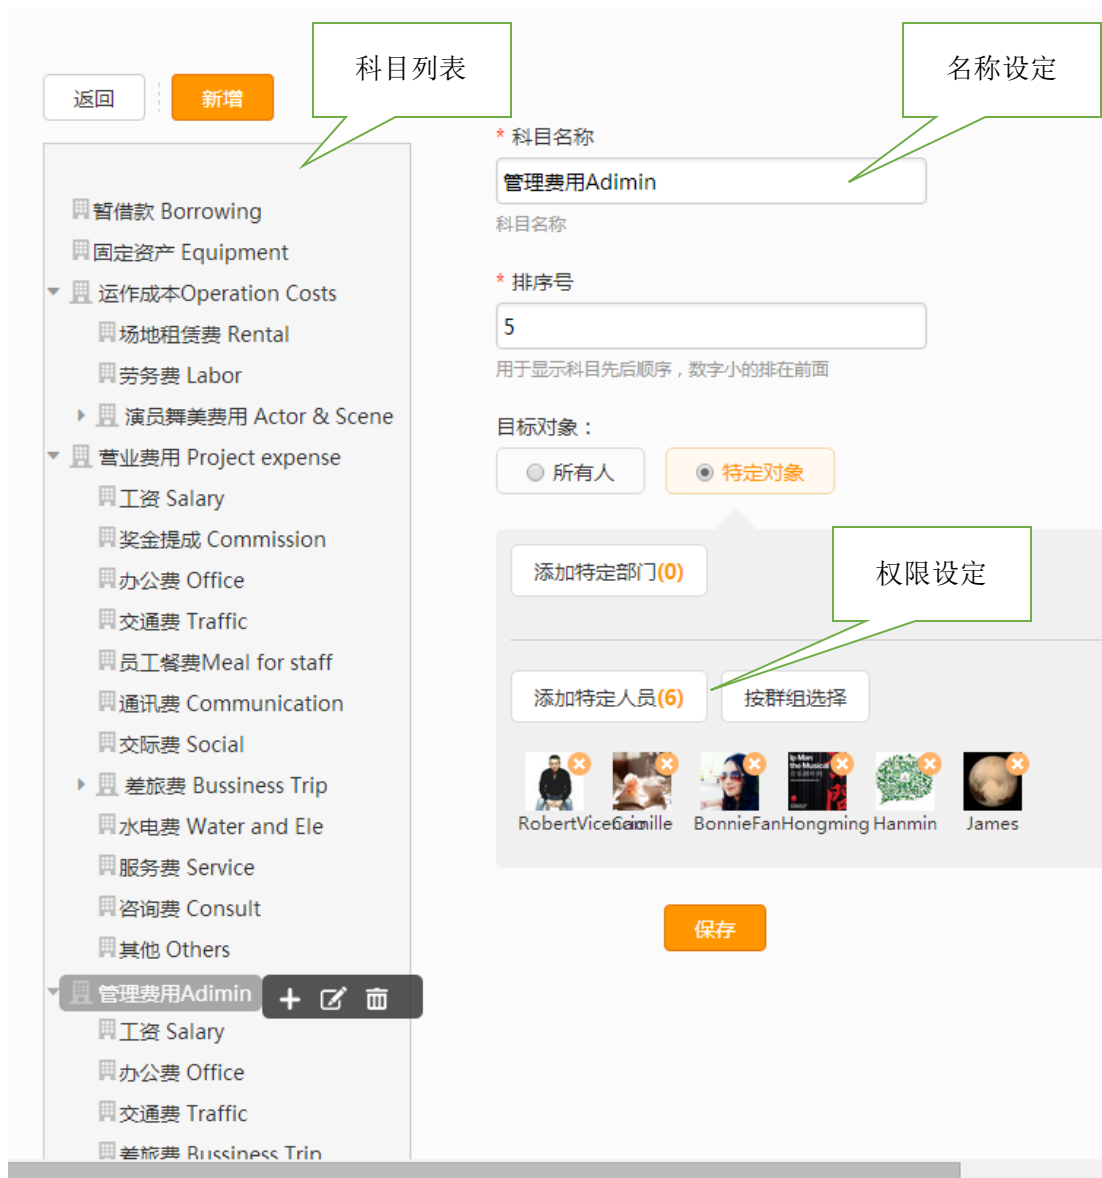 科目列表
名称设定
返回
新增
* 科目名称
管理费用Adimin
科目名称
* 排序号
5
用于显示科目先后顺序，数字小的排在前面
目标对象：
所有人
特定对象
添加特定部门(0)
权限设定
添加特定人员(6)
按群组选择
Ip Man
the Musical
RobertVicencio
Camille
BonnieFan
Hongming
Hanmin
James
保存
暂借款 Borrowing
固定资产 Equipment
运作成本Operation Costs
场地租赁费 Rental
劳务费 Labor
演员舞美费用 Actor & Scene
营业费用 Project expense
工资 Salary
奖金提成 Commission
办公费 Office
交通费 Traffic
员工餐费Meal for staff
通讯费 Communication
交际费 Social
差旅费 Bussiness Trip
水电费 Water and Ele
服务费 Service
咨询费 Consult
其他 Others
管理费用Adimin
工资 Salary
办公费 Office
交通费 Traffic
差旅费 Bussiness Trip